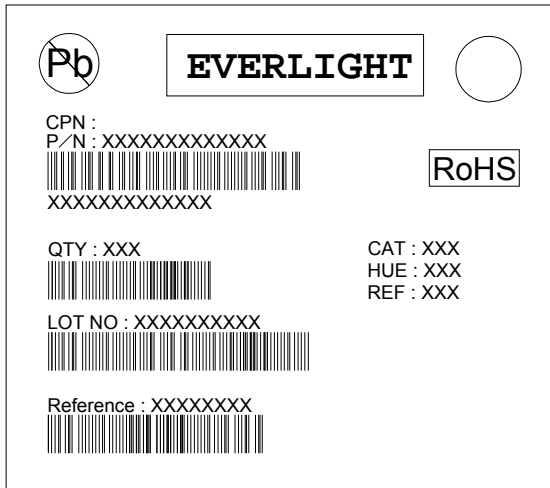 Pb
EVERLIGHT
CPN :
P/N : XXXXXXXXXXXXX
RoHS
XXXXXXXXXXXXX
QTY : XXX
CAT : XXX
HUE : XXX
REF : XXX
LOT NO : XXXXXXXXXX
Reference : XXXXXXXX